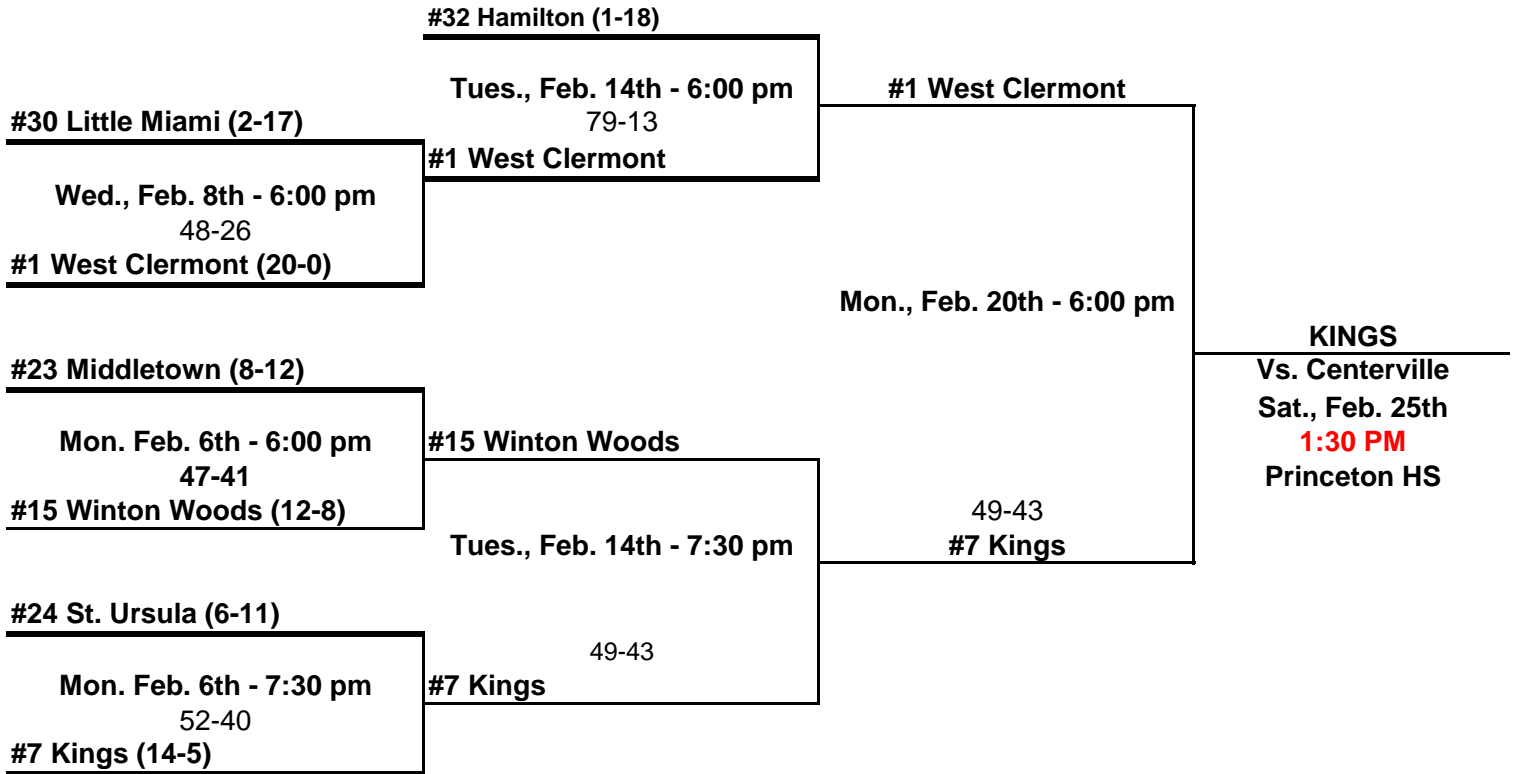 #32 Hamilton (1-18)
Tues., Feb. 14th - 6:00 pm
79-13
#1 West Clermont
#30 Little Miami (2-17)
#1 West Clermont
Wed., Feb. 8th - 6:00 pm
48-26
#1 West Clermont (20-0)
Mon., Feb. 20th - 6:00 pm
KINGS
Vs. Centerville
Sat., Feb. 25th
1:30 PM
Princeton HS
#23 Middletown (8-12)
Mon. Feb. 6th - 6:00 pm
47-41
#15 Winton Woods (12-8)
#15 Winton Woods
Tues., Feb. 14th - 7:30 pm
49-43
#7 Kings
#24 St. Ursula (6-11)
49-43
#7 Kings
Mon. Feb. 6th - 7:30 pm
52-40
#7 Kings (14-5)